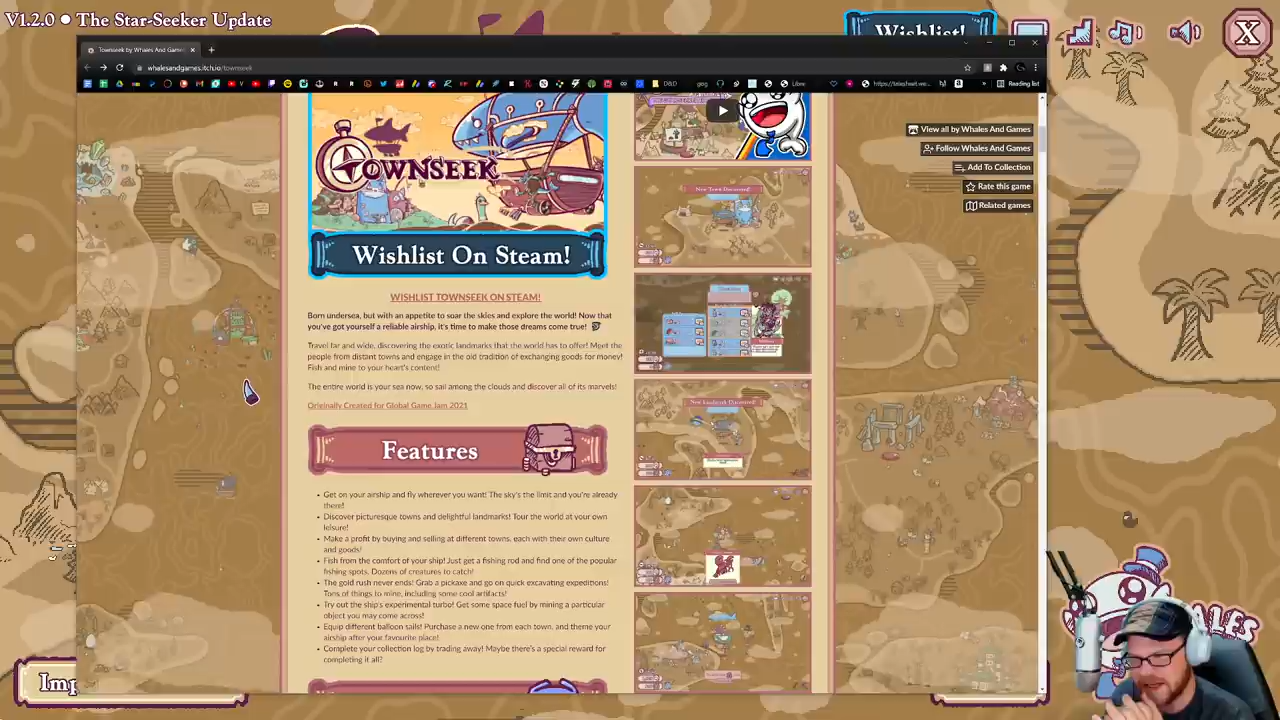 V1.2.0 • The Star-Seeker Update
Wishlist!
X
Townseek by Whales And Game
whalesandgames.itch.io/townseek
D&D
gog
Libre
Reading list
TOWNSEEK
Wishlist On Steam!
WISHLIST TOWNSEEK ON STEAM!
Born undersea, but with an appetite to soar the skies and explore the world! Now that
you've got yourself a reliable airship, it's time to make those dreams come true!
Travel far and wide, discovering the exotic landmarks that the world has to offer! Meet the
people from distant towns and engage in the old tradition of exchanging goods for money!
Fish and mine to your heart's content!
The entire world is your sea now, so sail among the clouds and discover all of its marvels!
Originally Created for Global Game Jam 2021
Features
• Get on your airship and fly wherever you want! The sky's the limit and you're already
there!
• Discover picturesque towns and delightful landmarks! Tour the world at your own
leisure!
• Make a profit by buying and selling at different towns, each with their own culture
and goods!
• Fish from the comfort of your ship! Just get a fishing rod and find one of the popular
fishing spots. Dozens of creatures to catch!
• The gold rush never ends! Grab a pickaxe and go on quick excavating expeditions!
Tons of things to mine, including some cool artifacts!
• Try out the ship's experimental turbo! Get some space fuel by mining a particular
object you may come across!
• Equip different balloon sails! Purchase a new one from each town, and theme your
airship after your favourite place!
• Complete your collection log by trading away! Maybe there's a special reward for
completing it all?
New Town Discovered!
New Landmark Discovered!
View all by Whales And Games
Follow Whales And Games
Add To Collection
Rate this game
Related games
Imp
ALES